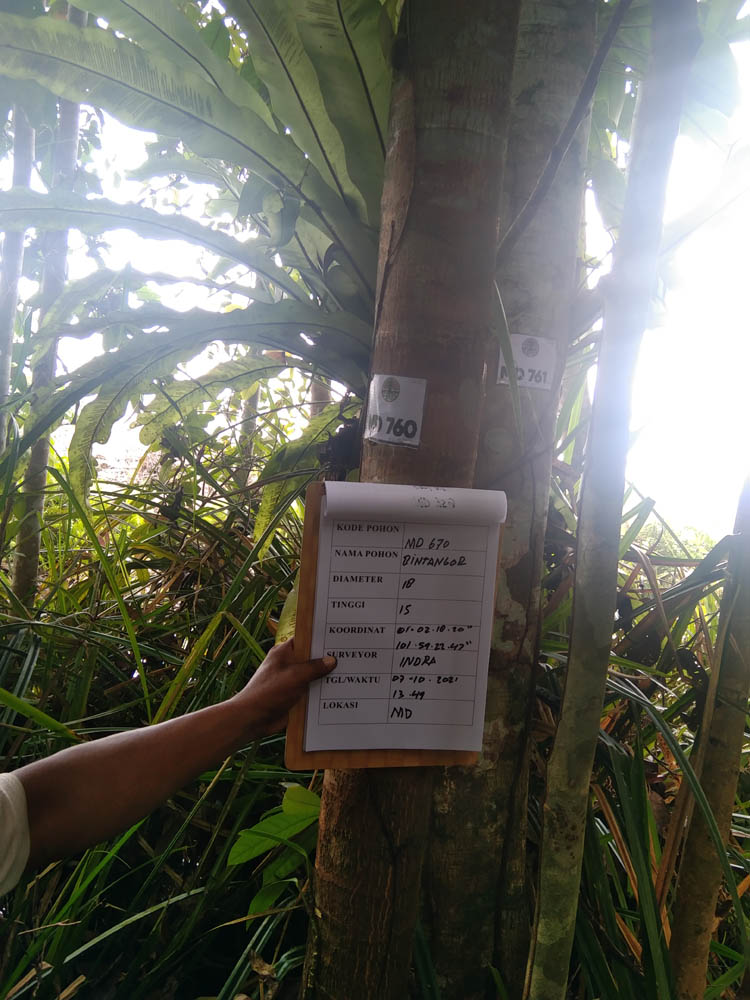 MD 761
MD 760
KODE POHON MD 670
NAMA POHON BINTANGOR
DIAMETER 18
TINGGI 15
KOORDINAT 01·02·18·20"
101·59·22·47"
SURVEYOR INDRA
TGL/WAKTU 07-10-2021
13·49
LOKASI MD